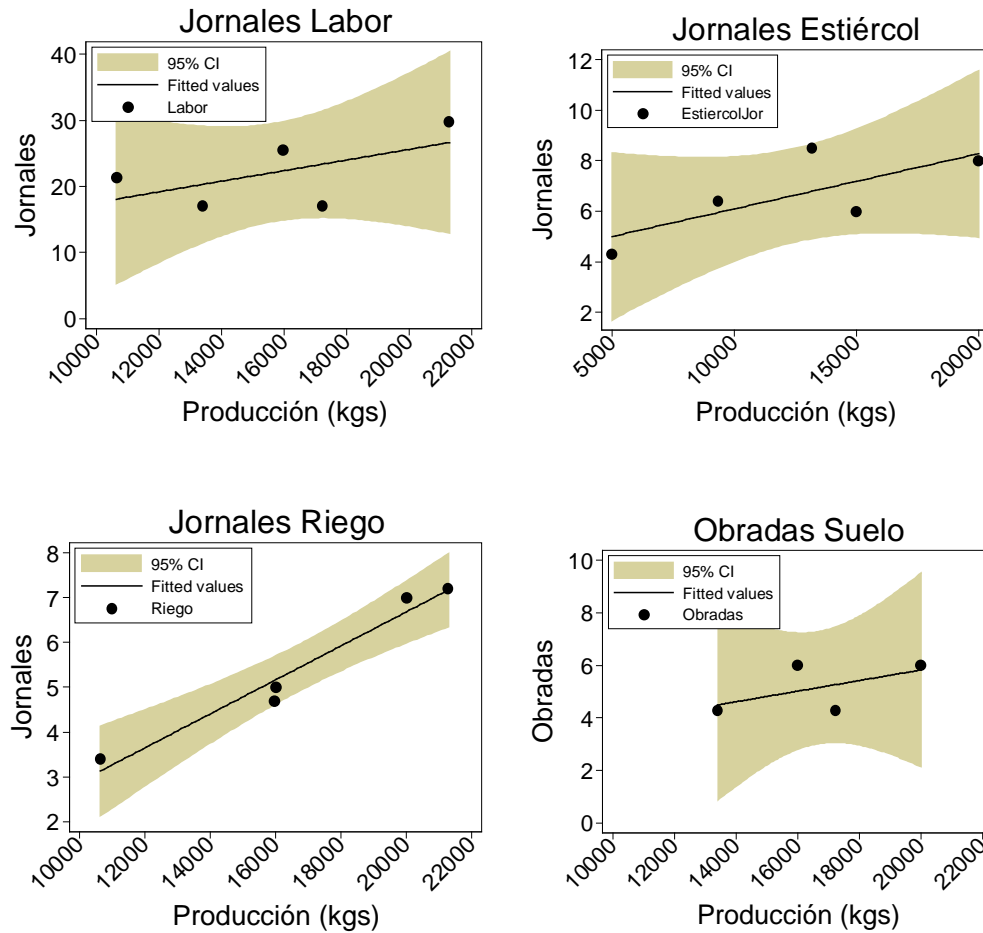 Jornales Labor
40
30
20
10
0
Jornales
95% CI
Fitted values
Labor
10000
12000
14000
16000
18000
20000
22000
Producción (kgs)
Jornales Estiércol
12
10
8
6
4
2
Jornales
95% CI
Fitted values
EstiercolJor
5000
10000
15000
20000
Producción (kgs)
Jornales Riego
8
7
6
5
4
3
2
Jornales
95% CI
Fitted values
Riego
10000
12000
14000
16000
18000
20000
22000
Producción (kgs)
Obradas Suelo
10
8
6
4
2
0
Obradas
95% CI
Fitted values
Obradas
10000
12000
14000
16000
18000
20000
22000
Producción (kgs)